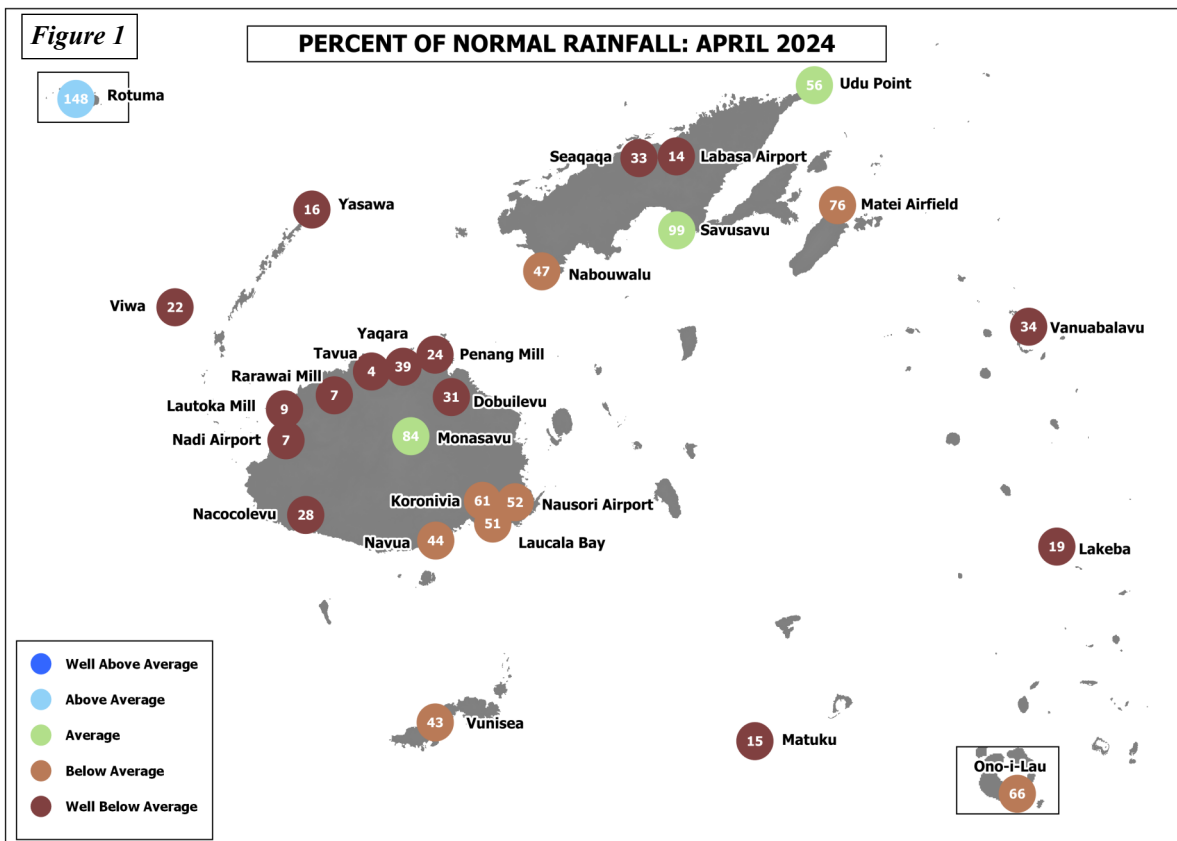 Figure 1
PERCENT OF NORMAL RAINFALL: APRIL 2024
148 Rotuma
56 Udu Point
Seaqaqa 33 14 Labasa Airport
16 Yasawa
76 Matei Airfield
99 Savusavu
47 Nabouwalu
Viwa 22
34 Vanuabalavu
Yaqara 39
24 Penang Mill
Tavua 4
Rarawai Mill 7
31 Dobuilevu
Lautoka Mill 9
Nadi Airport 7
84 Monasavu
Koronivia 61 52 Nausori Airport
Nacocolevu 28
51 Laucala Bay
Navua 44
19 Lakeba
43 Vunisea
15 Matuku
Ono-i-Lau
66
Well Above Average
Above Average
Average
Below Average
Well Below Average